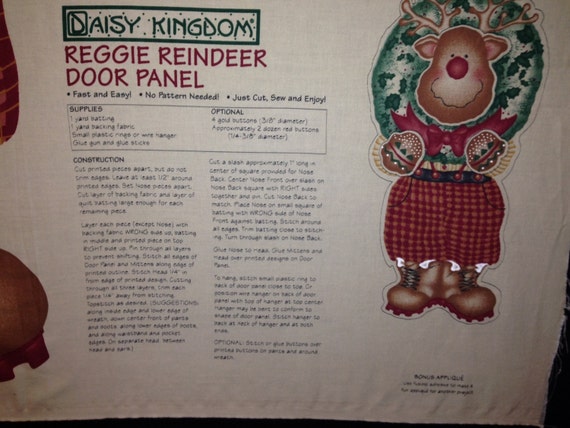 DAISY KINGDOM
REGGIE REINDEER
DOOR PANEL
• Fast and Easy! • No Pattern Needed! • Just Cut, Sew and Enjoy!
SUPPLIES
1 yard batting
1 yard backing fabric
Small plastic rings or wire hanger
Glue gun and glue sticks
OPTIONAL
4 gold buttons (3/8" diameter)
Approximately 2 dozen red buttons
(1/4-3/8" diameter)
CONSTRUCTION
Cut printed pieces apart, but do not
trim edges. Leave at least 1/2" around
printed edges. Set Nose pieces apart.
Cut layer of backing fabric and layer of
quilt batting large enough for each
remaining piece.
Layer each piece (except Nose) with
backing fabric WRONG side up, batting
in middle and printed piece on top
RIGHT side up. Pin through all layers
to prevent shifting. Stitch all edges of
Door Panel and Mittens along edge of
printed outline. Stitch head 1/4" in
from edge of printed design. Cutting
through all three layers, trim each
piece 1/4" away from stitching.
Topstitch as desired. (SUGGESTIONS:
along inside edge and lower edge of
wreath, down center front of pants
and boots, along lower edges of boots,
and along waistband and pocket
edges. On separate head, between
head and ears.)
Cut a slash approximately 1" long in
center of square provided for Nose
Back. Center Nose Front over slash on
Nose Back square with RIGHT sides
together and pin. Cut Nose Back to
match. Place Nose on small square of
batting with WRONG side of Nose
Front against batting. Stitch around
all edges. Trim batting close to stitch-
ing. Turn through slash on Nose Back.
Glue Nose to Head. Glue Mittens and
Head over printed designs on Door
Panel.
To hang, stitch small plastic ring to
back of door panel close to top. Or
position wire hanger on back of door
panel with top of hanger at top center
Hanger may be bent to conform to
shape of door panel. Stitch hanger to
back at neck of hanger and at both
ends.
OPTIONAL: Stitch or glue buttons over
printed buttons on pants and around
wreath.
BONUS APPLIQUE
Use fusible adhesive to make a
fun applique for another project!